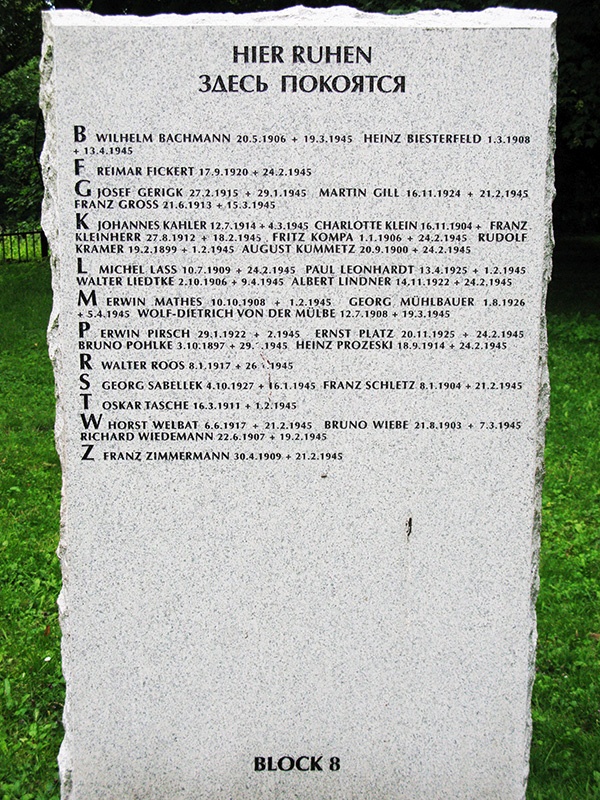 HIER RUHEN
ЗДЕСЬ ПОКОЯТСЯ
B WILHELM BACHMANN 20.5.1906 + 19.3.1945 HEINZ BIESTERFELD 1.3.1908
+ 13.4.1945
F REIMAR FICKERT 17.9.1920 + 24.2.1945
G JOSEF GERIGK 27.2.1915 + 29.1.1945 MARTIN GILL 16.11.1924 + 21.2.1945
FRANZ GROSS 21.6.1913 + 15.3.1945
K JOHANNES KAHLER 12.7.1914 + 4.3.1945 CHARLOTTE KLEIN 16.11.1904 + FRANZ
KLEINHERR 27.8.1912 + 18.2.1945 FRITZ KOMPA 1.1.1906 + 24.2.1945 RUDOLF
KRAMER 19.2.1899 + 1.2.1945 AUGUST KUMMETZ 20.9.1900 + 24.2.1945
L MICHEL LASS 10.7.1909 + 24.2.1945 PAUL LEONHARDT 13.4.1925 + 1.2.1945
WALTER LIEDTKE 2.10.1906 + 9.4.1945 ALBERT LINDNER 14.11.1922 + 24.2.1945
M ERWIN MATHES 10.10.1908 + 1.2.1945 GEORG MÜHLBAUER 1.8.1926
+ 5.4.1945 WOLF-DIETRICH VON DER MÜLBE 12.7.1908 + 19.3.1945
P ERWIN PIRSCH 29.1.1922 + 2.1945 ERNST PLATZ 20.11.1925 + 24.2.1945
BRUNO POHLKE 3.10.1897 + 29. .1945 HEINZ PROZESKI 18.9.1914 + 24.2.1945
R WALTER ROOS 8.1.1917 + 26 .1945
S GEORG SABELLEK 4.10.1927 + 16.1.1945 FRANZ SCHLETZ 8.1.1904 + 21.2.1945
T OSKAR TASCHE 16.3.1911 + 1.2.1945
W HORST WELBAT 6.6.1917 + 21.2.1945 BRUNO WIEBE 21.8.1903 + 7.3.1945
RICHARD WIEDEMANN 22.6.1907 + 19.2.1945
Z FRANZ ZIMMERMANN 30.4.1909 + 21.2.1945
BLOCK 8